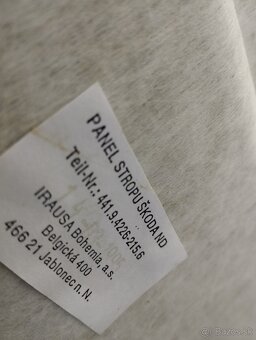 PANEL STROPU ŠKODA ND
Teil-Nr.: 441.9.4226-215.6
IRAUSA Bohemia, a.s.
Belgická 400
466 21 Jablonec n. N.